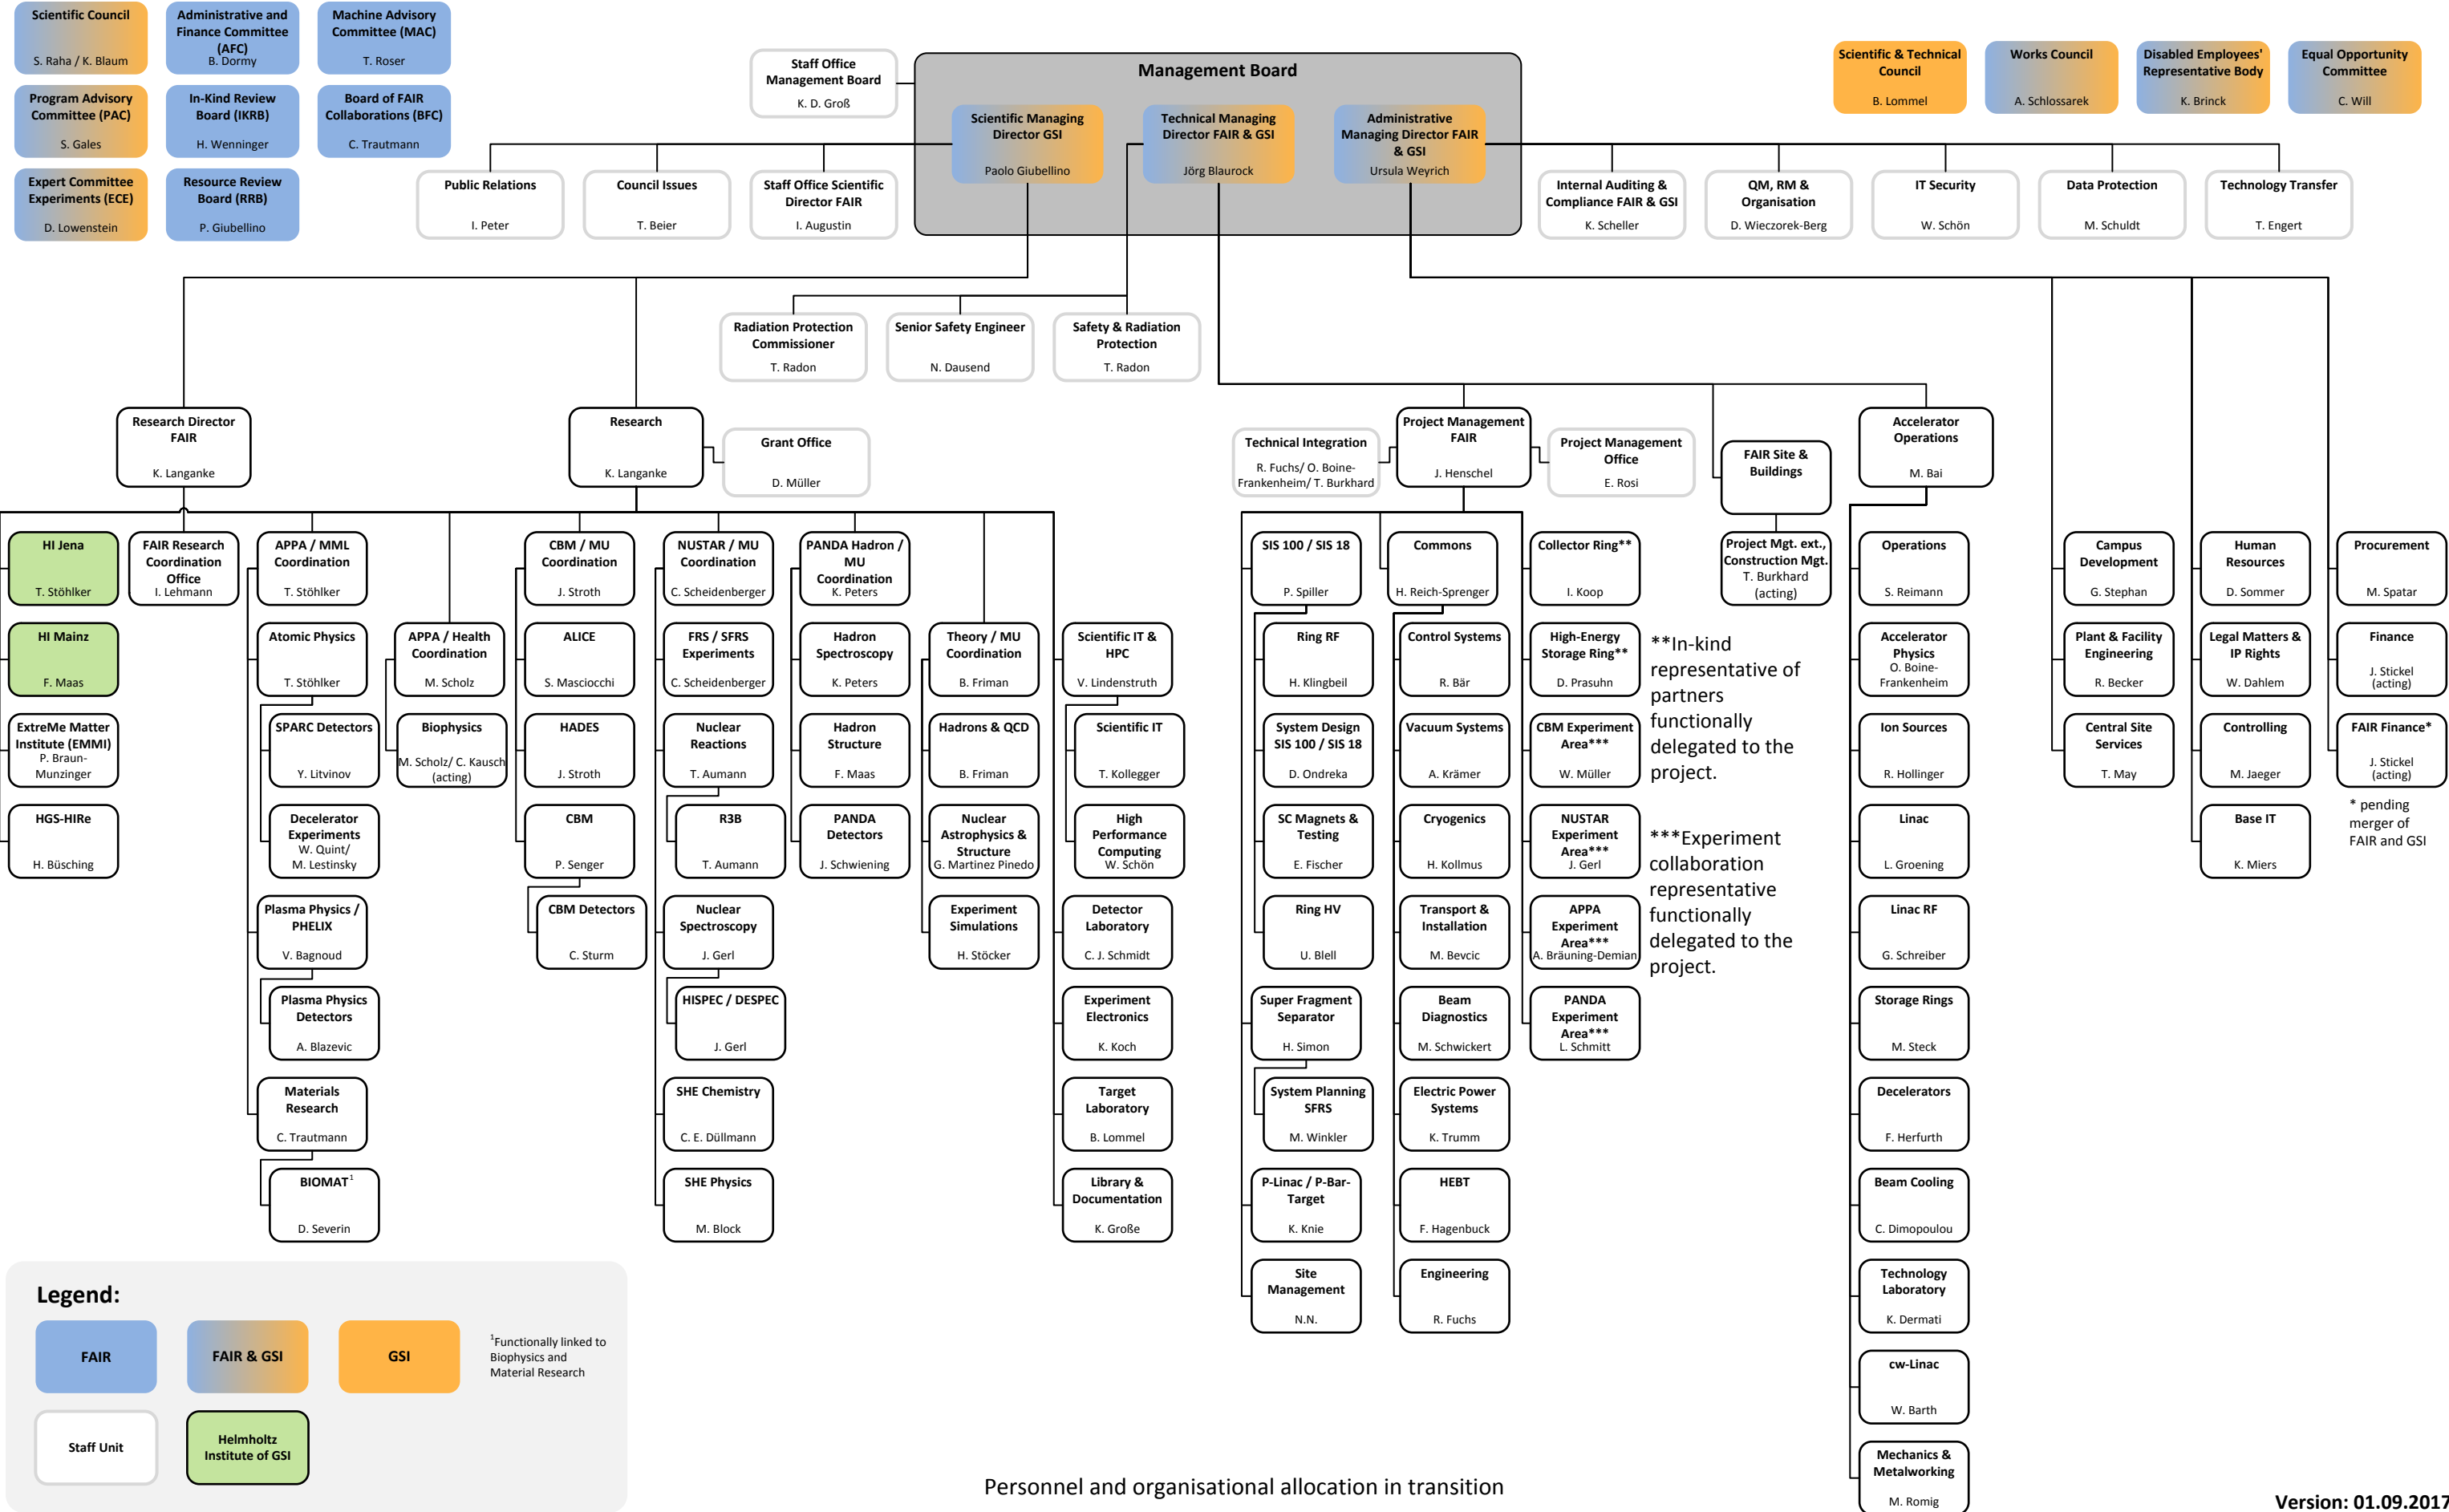 Scientific Council
S. Raha / K. Blaum
Administrative and
Finance Committee
(AFC)
B. Dormy
Machine Advisory
Committee (MAC)
T. Roser
Program Advisory
Committee (PAC)
S. Gales
In-Kind Review
Board (IKRB)
H. Wenninger
Board of FAIR
Collaborations (BFC)
C. Trautmann
Expert Committee
Experiments (ECE)
D. Lowenstein
Resource Review
Board (RRB)
P. Giubellino
Staff Office
Management Board
K. D. Groß
Management Board
Scientific Managing
Director GSI
Paolo Giubellino
Technical Managing
Director FAIR & GSI
Jörg Blaurock
Administrative
Managing Director FAIR
& GSI
Ursula Weyrich
Scientific & Technical
Council
B. Lommel
Works Council
A. Schlossarek
Disabled Employees'
Representative Body
K. Brinck
Equal Opportunity
Committee
C. Will
Public Relations
I. Peter
Council Issues
T. Beier
Staff Office Scientific
Director FAIR
I. Augustin
Internal Auditing &
Compliance FAIR & GSI
K. Scheller
QM, RM &
Organisation
D. Wieczorek-Berg
IT Security
W. Schön
Data Protection
M. Schuldt
Technology Transfer
T. Engert
Radiation Protection
Commissioner
T. Radon
Senior Safety Engineer
N. Dausend
Safety & Radiation
Protection
T. Radon
Research Director
FAIR
K. Langanke
Research
K. Langanke
Grant Office
D. Müller
Technical Integration
R. Fuchs/ O. Boine-
Frankenheim/ T. Burkhard
Project Management
FAIR
J. Henschel
Project Management
Office
E. Rosi
FAIR Site &
Buildings
Accelerator
Operations
M. Bai
HI Jena
T. Stöhlker
HI Mainz
F. Maas
ExtreMe Matter
Institute (EMMI)
P. Braun-
Munzinger
HGS-HIRe
H. Büsching
FAIR Research
Coordination
Office
I. Lehmann
APPA / MML
Coordination
T. Stöhlker
Atomic Physics
T. Stöhlker
SPARC Detectors
Y. Litvinov
Decelerator
Experiments
W. Quint/
M. Lestinsky
Plasma Physics /
PHELIX
V. Bagnoud
Plasma Physics
Detectors
A. Blazevic
Materials
Research
C. Trautmann
BIOMAT1
D. Severin
APPA / Health
Coordination
M. Scholz
Biophysics
M. Scholz/ C. Kausch
(acting)
CBM / MU
Coordination
J. Stroth
ALICE
S. Masciocchi
HADES
J. Stroth
CBM
P. Senger
CBM Detectors
C. Sturm
NUSTAR / MU
Coordination
C. Scheidenberger
FRS / SFRS
Experiments
C. Scheidenberger
Nuclear
Reactions
T. Aumann
R3B
T. Aumann
Nuclear
Spectroscopy
J. Gerl
HISPEC / DESPEC
J. Gerl
SHE Chemistry
C. E. Düllmann
SHE Physics
M. Block
PANDA Hadron /
MU
Coordination
K. Peters
Hadron
Spectroscopy
K. Peters
Hadron
Structure
F. Maas
PANDA
Detectors
J. Schwiening
Theory / MU
Coordination
B. Friman
Hadrons & QCD
B. Friman
Nuclear
Astrophysics &
Structure
G. Martinez Pinedo
Experiment
Simulations
H. Stöcker
Scientific IT &
HPC
V. Lindenstruth
Scientific IT
T. Kollegger
High
Performance
Computing
W. Schön
Detector
Laboratory
C. J. Schmidt
Experiment
Electronics
K. Koch
Target
Laboratory
B. Lommel
Library &
Documentation
K. Große
SIS 100 / SIS 18
P. Spiller
Ring RF
H. Klingbeil
System Design
SIS 100 / SIS 18
D. Ondreka
SC Magnets &
Testing
E. Fischer
Ring HV
U. Blell
Super Fragment
Separator
H. Simon
System Planning
SFRS
M. Winkler
P-Linac / P-Bar-
Target
K. Knie
Site
Management
N.N.
Commons
H. Reich-Sprenger
Control Systems
R. Bär
Vacuum Systems
A. Krämer
Cryogenics
H. Kollmus
Transport &
Installation
M. Bevcic
Beam
Diagnostics
M. Schwickert
Electric Power
Systems
K. Trumm
HEBT
F. Hagenbuck
Engineering
R. Fuchs
Collector Ring**
I. Koop
High-Energy
Storage Ring**
D. Prasuhn
CBM Experiment
Area***
W. Müller
NUSTAR
Experiment
Area***
J. Gerl
APPA
Experiment
Area***
A. Bräuning-Demian
PANDA
Experiment
Area***
L. Schmitt
**In-kind
representative of
partners
functionally
delegated to the
project.
***Experiment
collaboration
representative
functionally
delegated to the
project.
Project Mgt. ext.,
Construction Mgt.
T. Burkhard
(acting)
Operations
S. Reimann
Accelerator
Physics
O. Boine-
Frankenheim
Ion Sources
R. Hollinger
Linac
L. Groening
Linac RF
G. Schreiber
Storage Rings
M. Steck
Decelerators
F. Herfurth
Beam Cooling
C. Dimopoulou
Technology
Laboratory
K. Dermati
cw-Linac
W. Barth
Mechanics &
Metalworking
M. Romig
Campus
Development
G. Stephan
Plant & Facility
Engineering
R. Becker
Central Site
Services
T. May
Human
Resources
D. Sommer
Legal Matters &
IP Rights
W. Dahlem
Controlling
M. Jaeger
Base IT
K. Miers
Procurement
M. Spatar
Finance
J. Stickel
(acting)
FAIR Finance*
J. Stickel
(acting)
* pending
merger of
FAIR and GSI
Legend:
FAIR
FAIR & GSI
GSI
1Functionally linked to
Biophysics and
Material Research
Staff Unit
Helmholtz
Institute of GSI
Personnel and organisational allocation in transition
Version: 01.09.2017